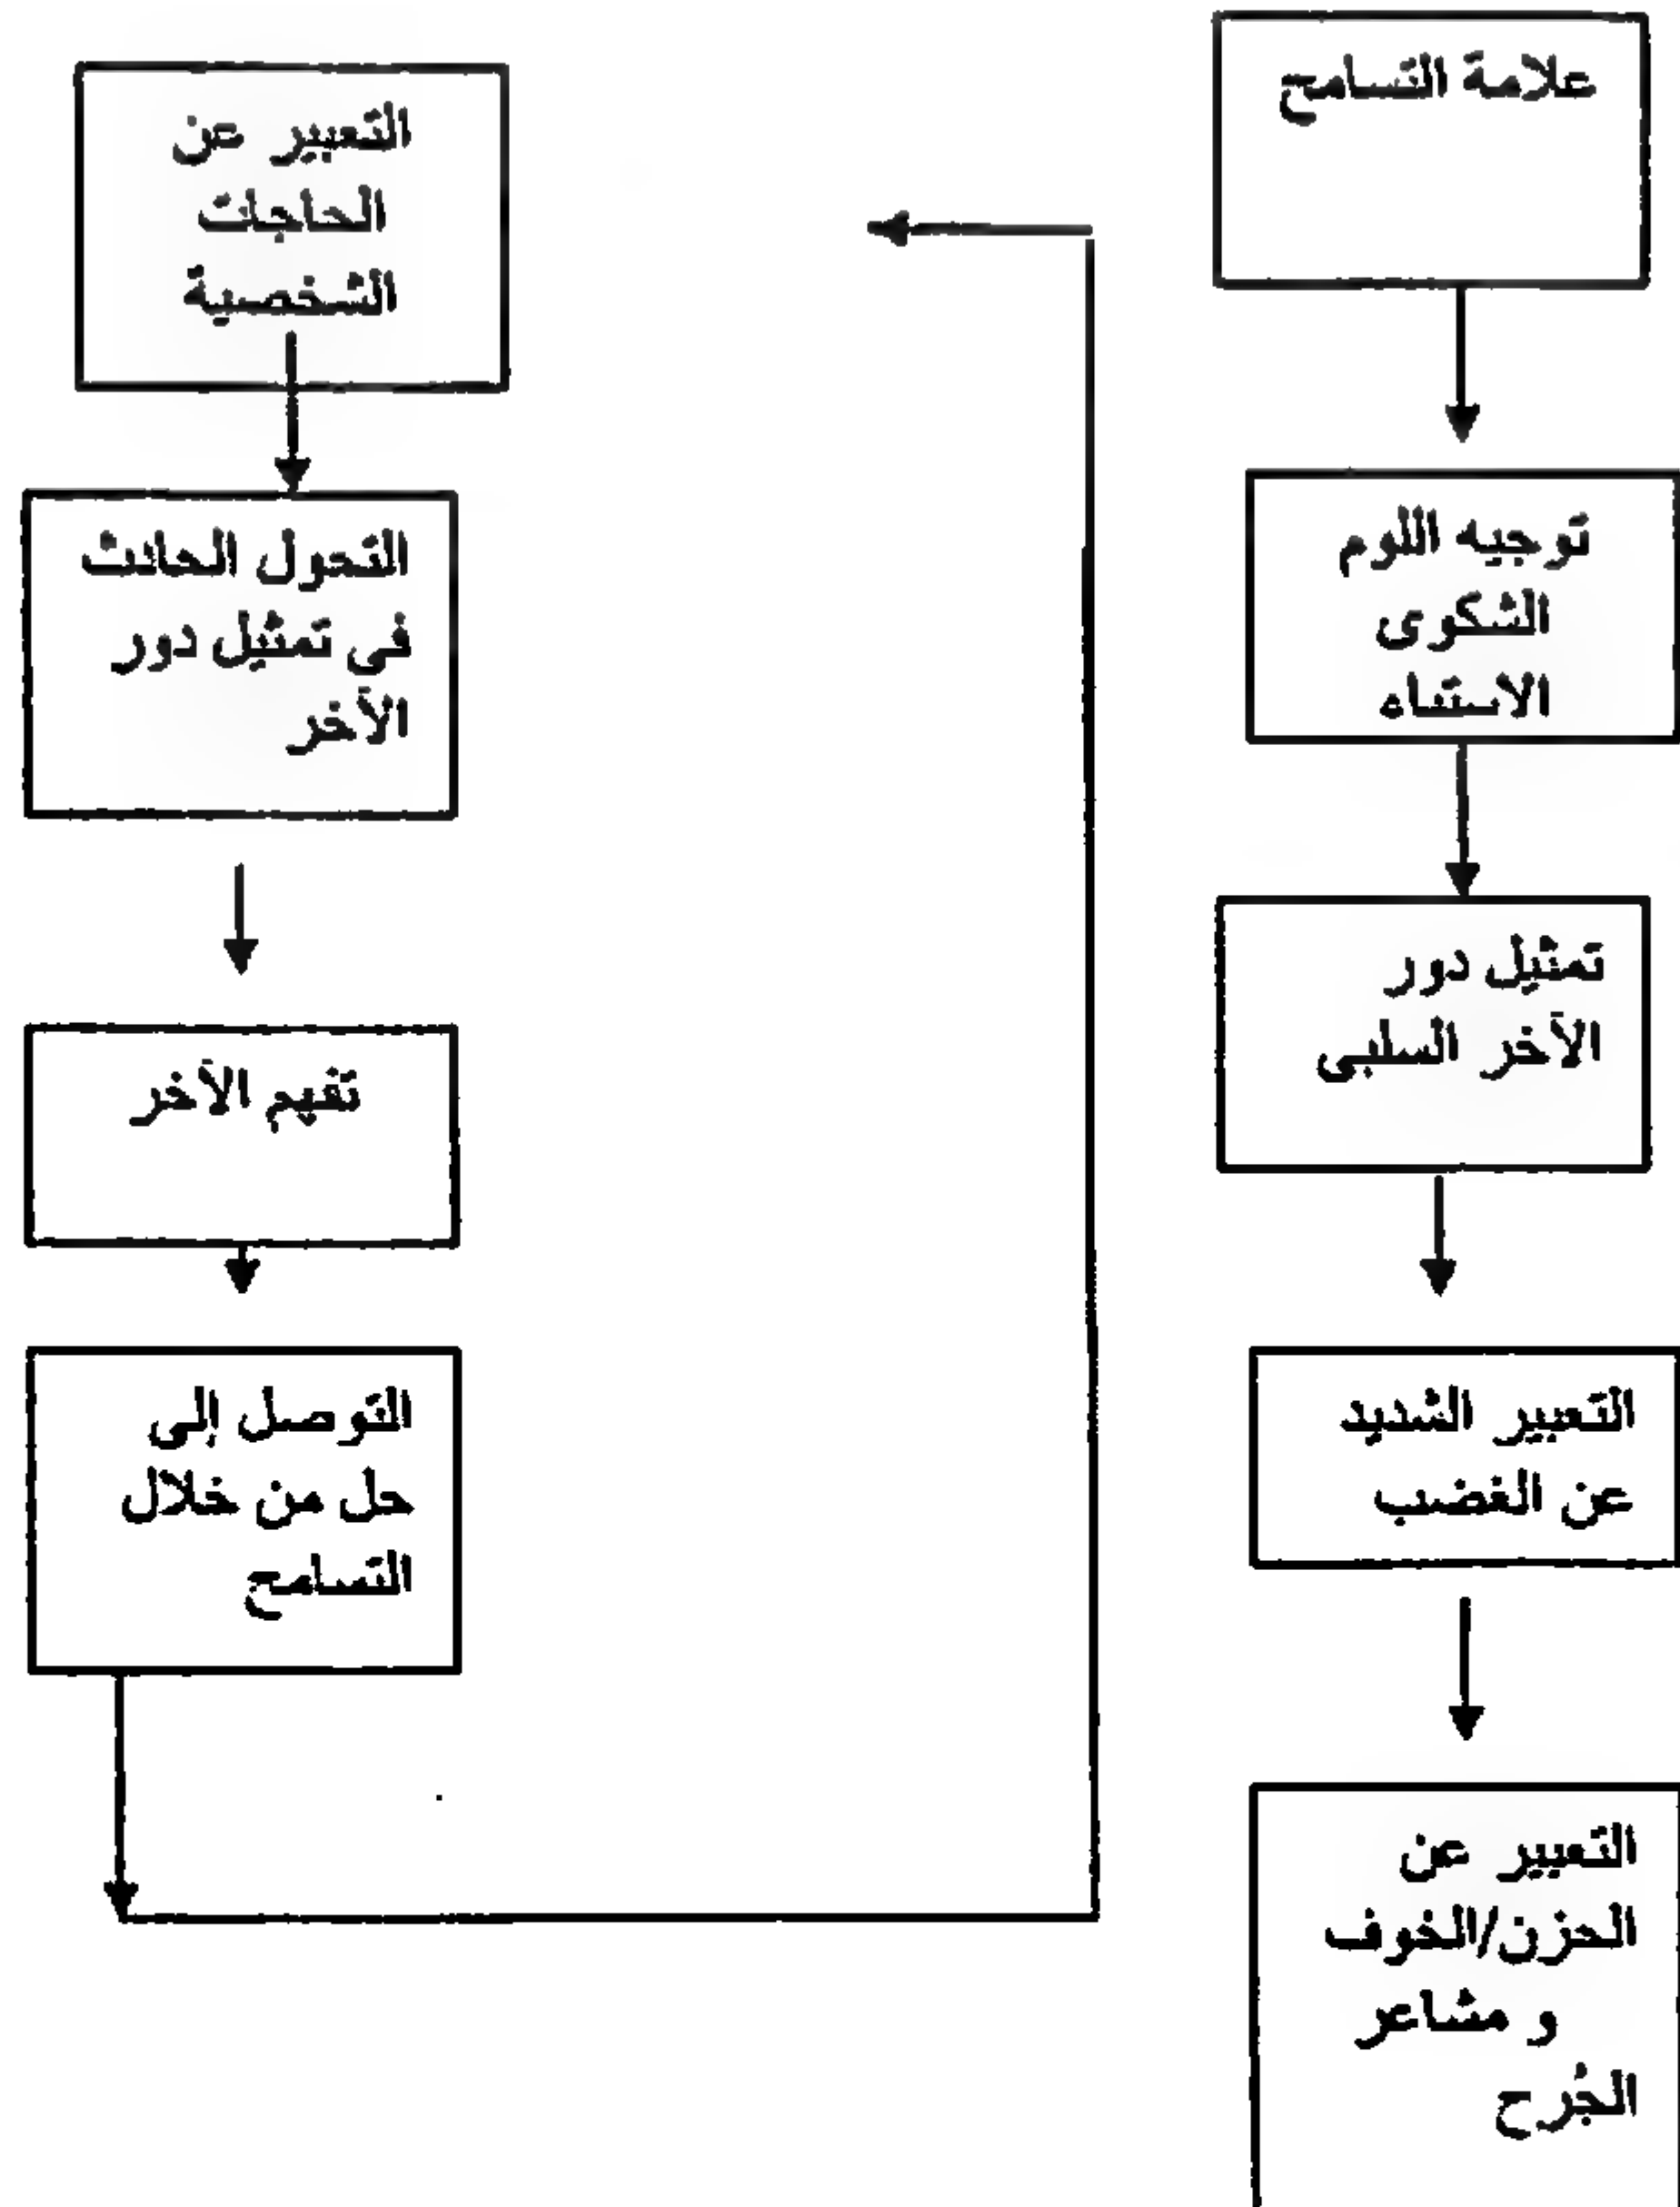 علامة التسامح
توجيه اللوم
الشكوى
الاستياء
تمثيل دور
الآخر السلبى
التعبير الشديد
عن الغضب
التعبير عن
الحزن/الخوف
و مشاعر
الجُرح
التعبير عن
الحاجات
الشخصية
التحول الحادث
فى تمثيل دور
الآخر
تقيم الآخر
التوصل إلى
حل من خلال
التسامح